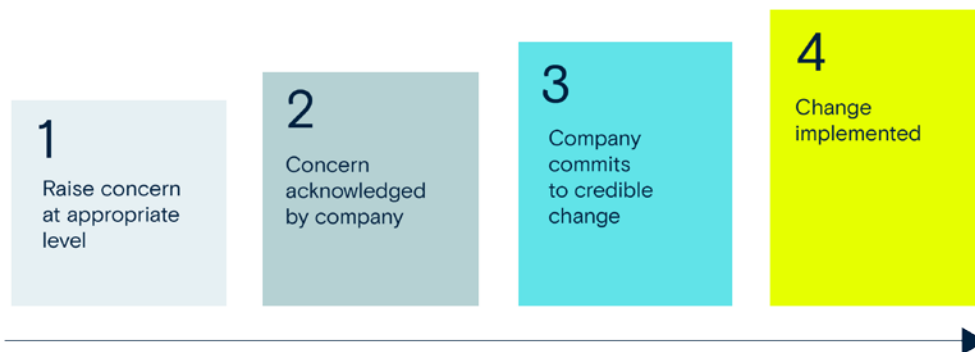 1
Raise concern
at appropriate
level
2
Concern
acknowledged
by company
3
Company
commits
to credible
change
4
Change
implemented